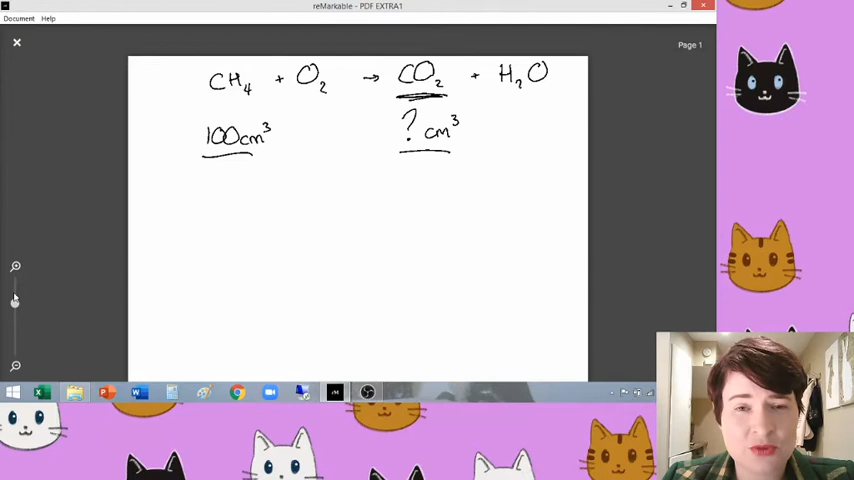 reMarkable - PDF EXTRA1
Document Help
Page 1
CH₄ + O₂ → CO₂ + H₂O
100cm³ ? cm³